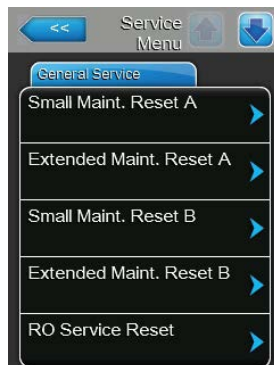 <<
Service
Menu
General Service
Small Maint. Reset A
Extended Maint. Reset A
Small Maint. Reset B
Extended Maint. Reset B
RO Service Reset